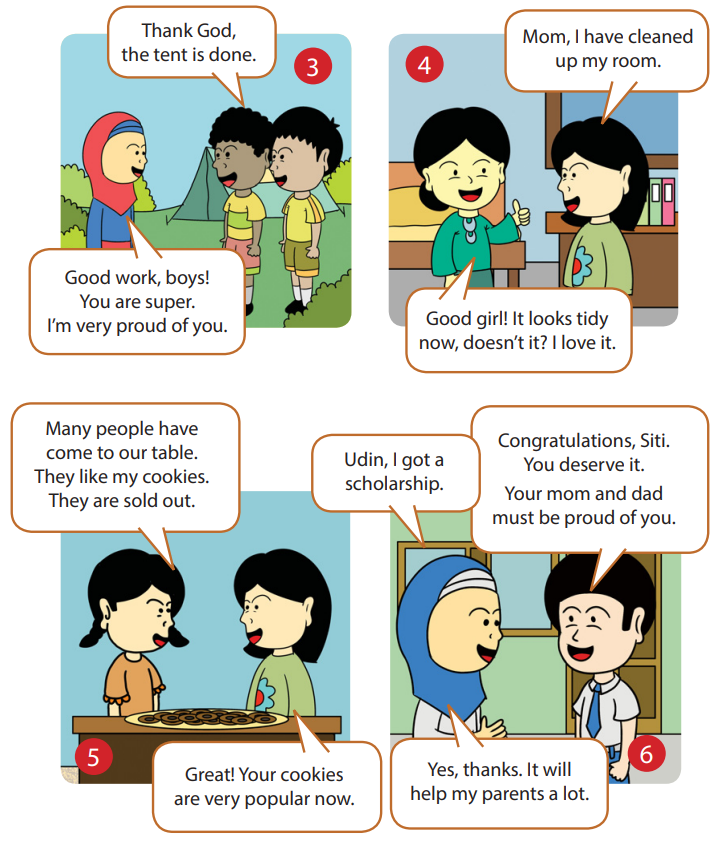 Thank God,
the tent is done.
3
Good work, boys!
You are super.
I'm very proud of you.
4
Mom, I have cleaned
up my room.
Good girl! It looks tidy
now, doesn't it? I love it.
Many people have
come to our table.
They like my cookies.
They are sold out.
5
Great! Your cookies
are very popular now.
Udin, I got a
scholarship.
Congratulations, Siti.
You deserve it.
Your mom and dad
must be proud of you.
6
Yes, thanks. It will
help my parents a lot.